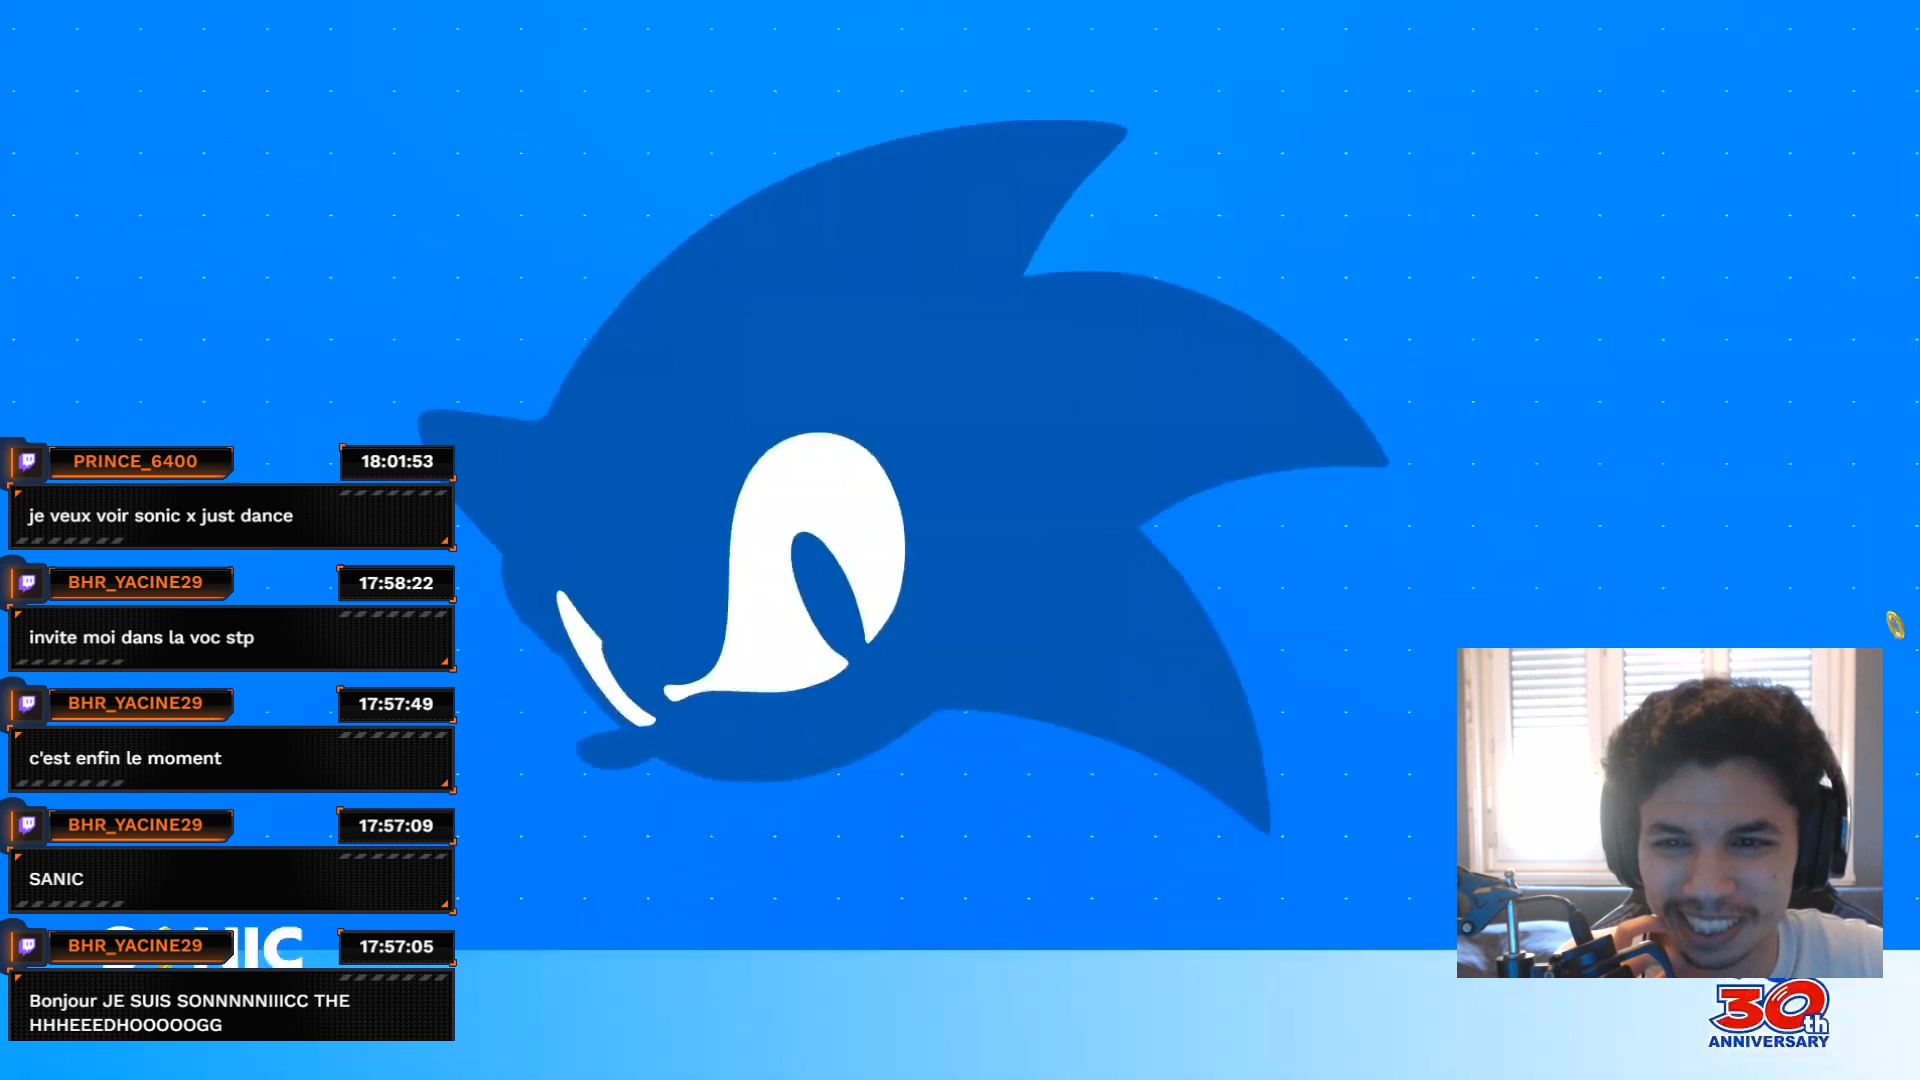 PRINCE_6400
18:01:53
je veux voir sonic x just dance
BHR_YACINE29
17:58:22
invite moi dans la voc stp
BHR_YACINE29
17:57:49
c'est enfin le moment
BHR_YACINE29
17:57:09
SANIC
BHR_YACINE29
17:57:05
Bonjour JE SUIS SONNNNNIIICC THE
HHHEEEDHOOOOOGG
30th
ANNIVERSARY